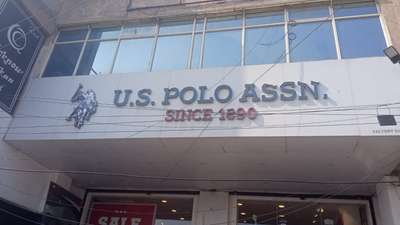 U.S. POLO ASSN.
SINCE 1890
SALE